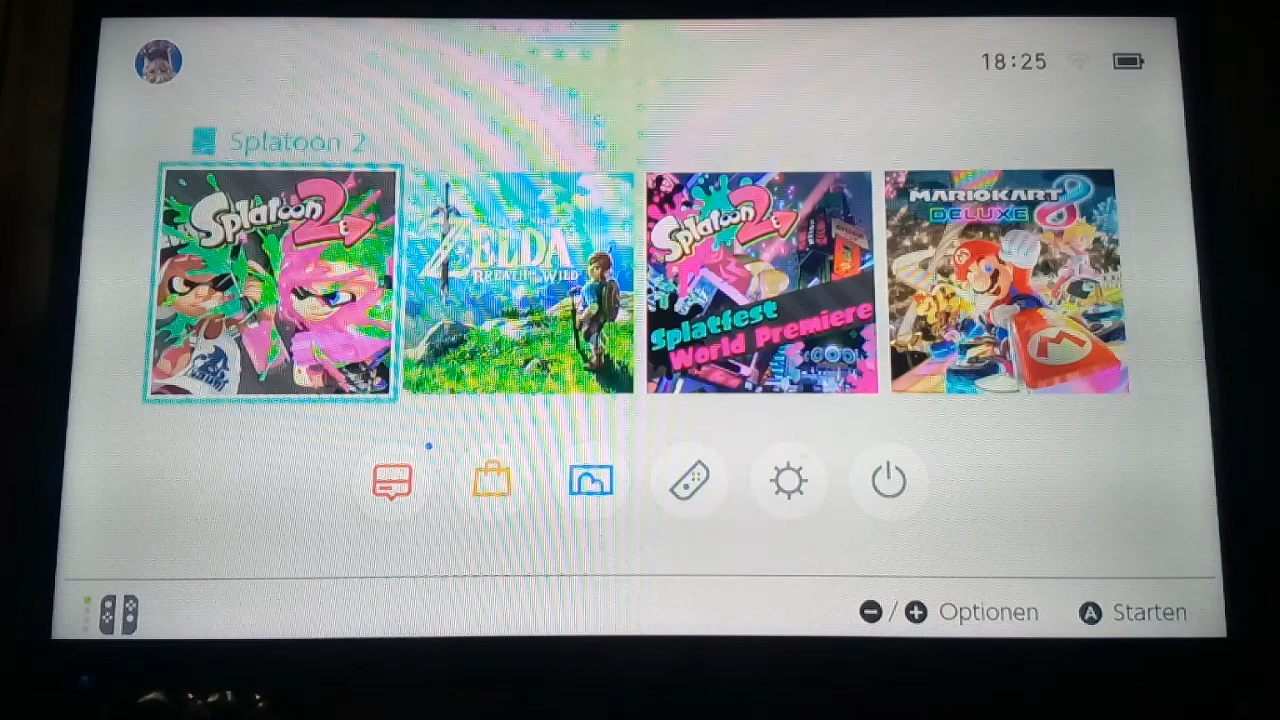 18:25
Splatoon 2
Splatoon 2
ZELDA
BREATH OF THE WILD
Splatoon 2
Splatfest
World Premiere
MARIOKART 8
DELUXE
Optionen
A Starten